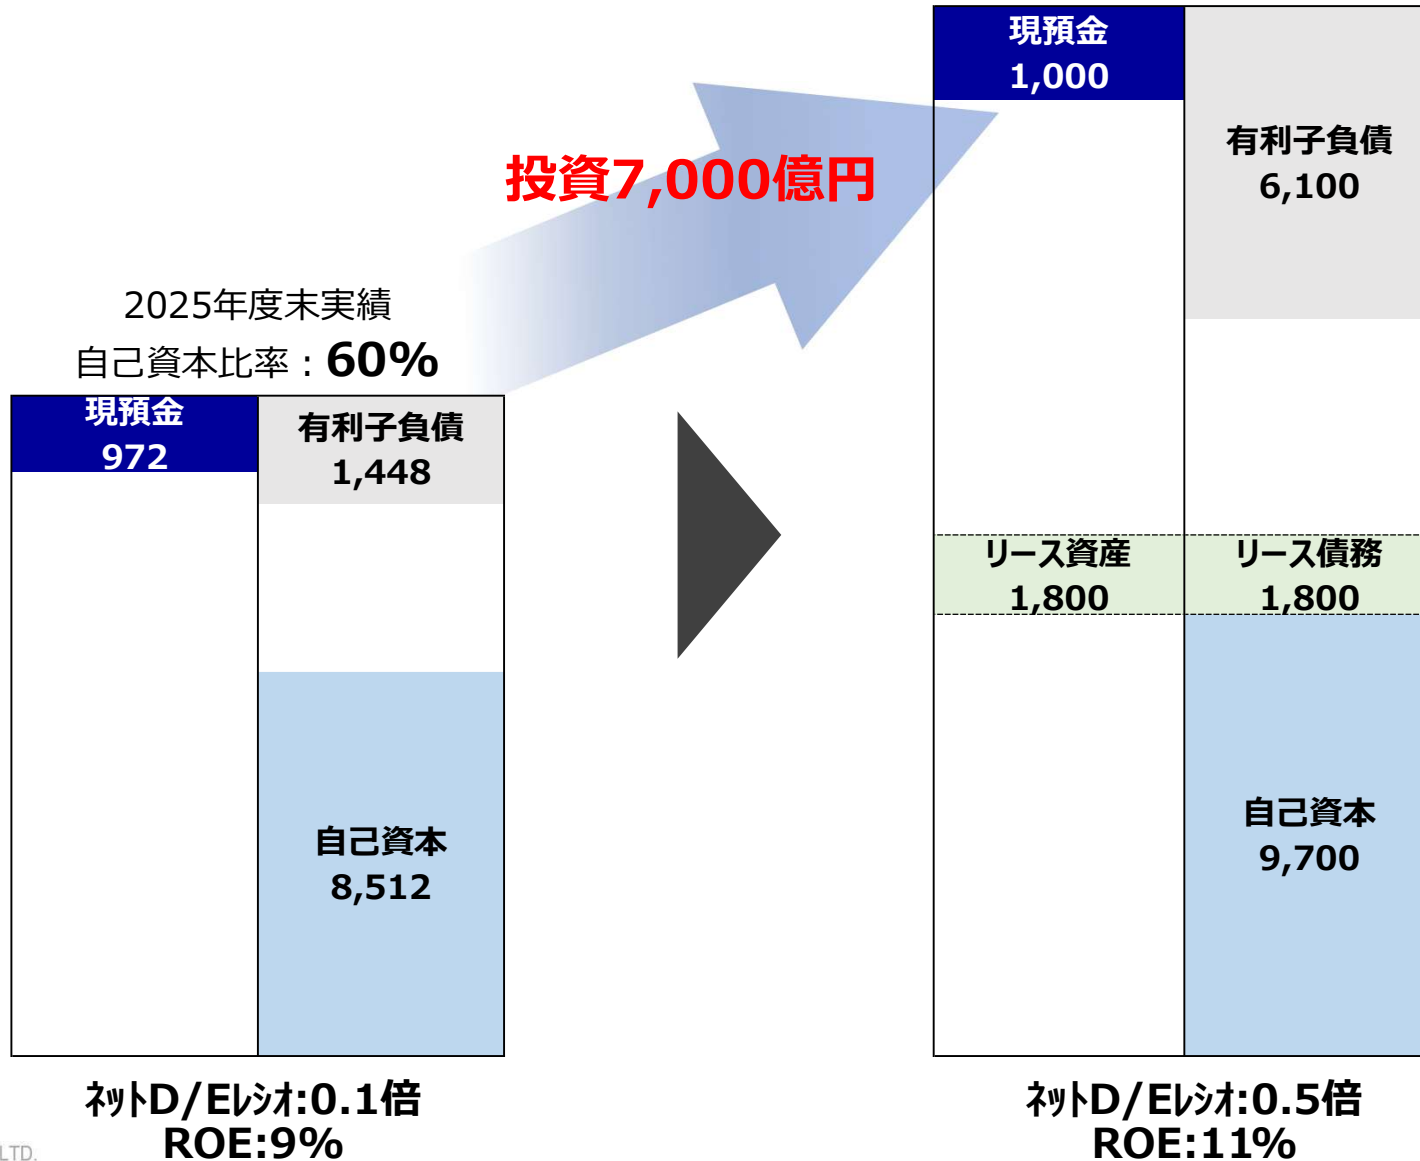 投資7,000億円
2025年度末実績
自己資本比率：60%
現預金
972
有利子負債
1,448
自己資本
8,512
ﾈｯﾄD/Eﾚｼｵ:0.1倍
ROE:9%
現預金
1,000
有利子負債
6,100
リース資産
1,800
リース債務
1,800
自己資本
9,700
ﾈｯﾄD/Eﾚｼｵ:0.5倍
ROE:11%
LTD.